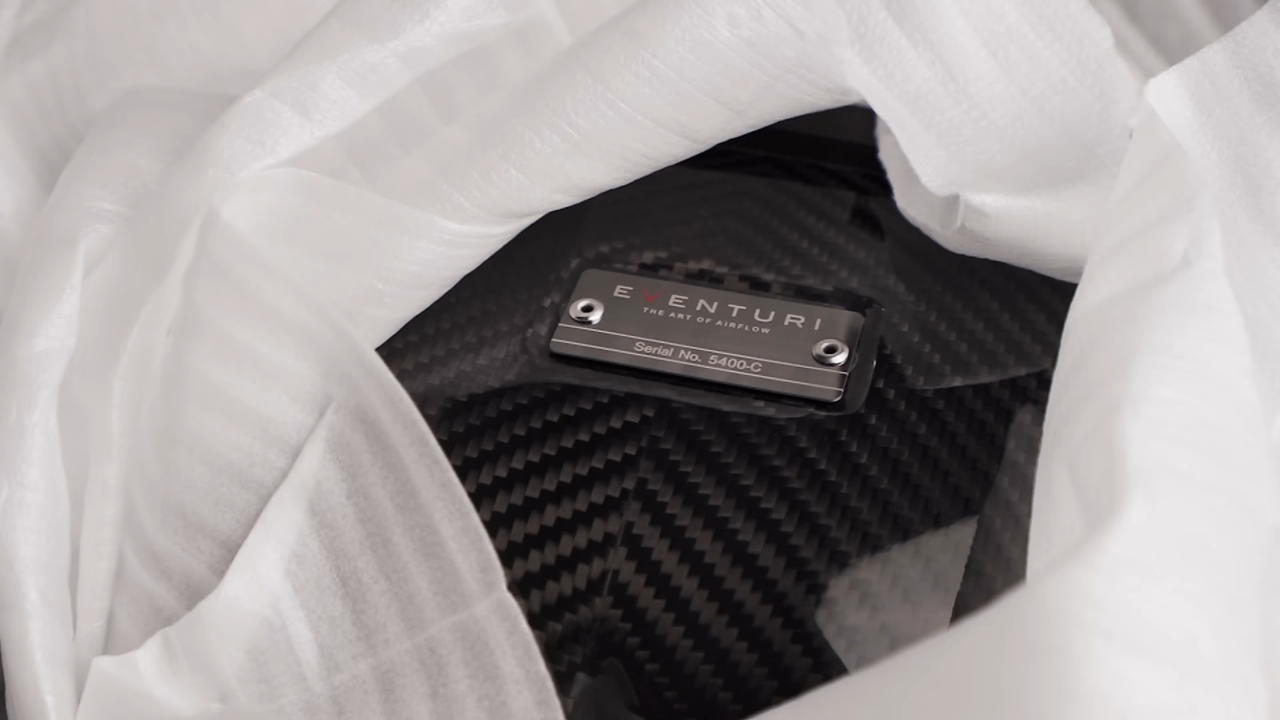 EVENTURI
THE ART OF AIRFLOW
Serial No. 5400-C